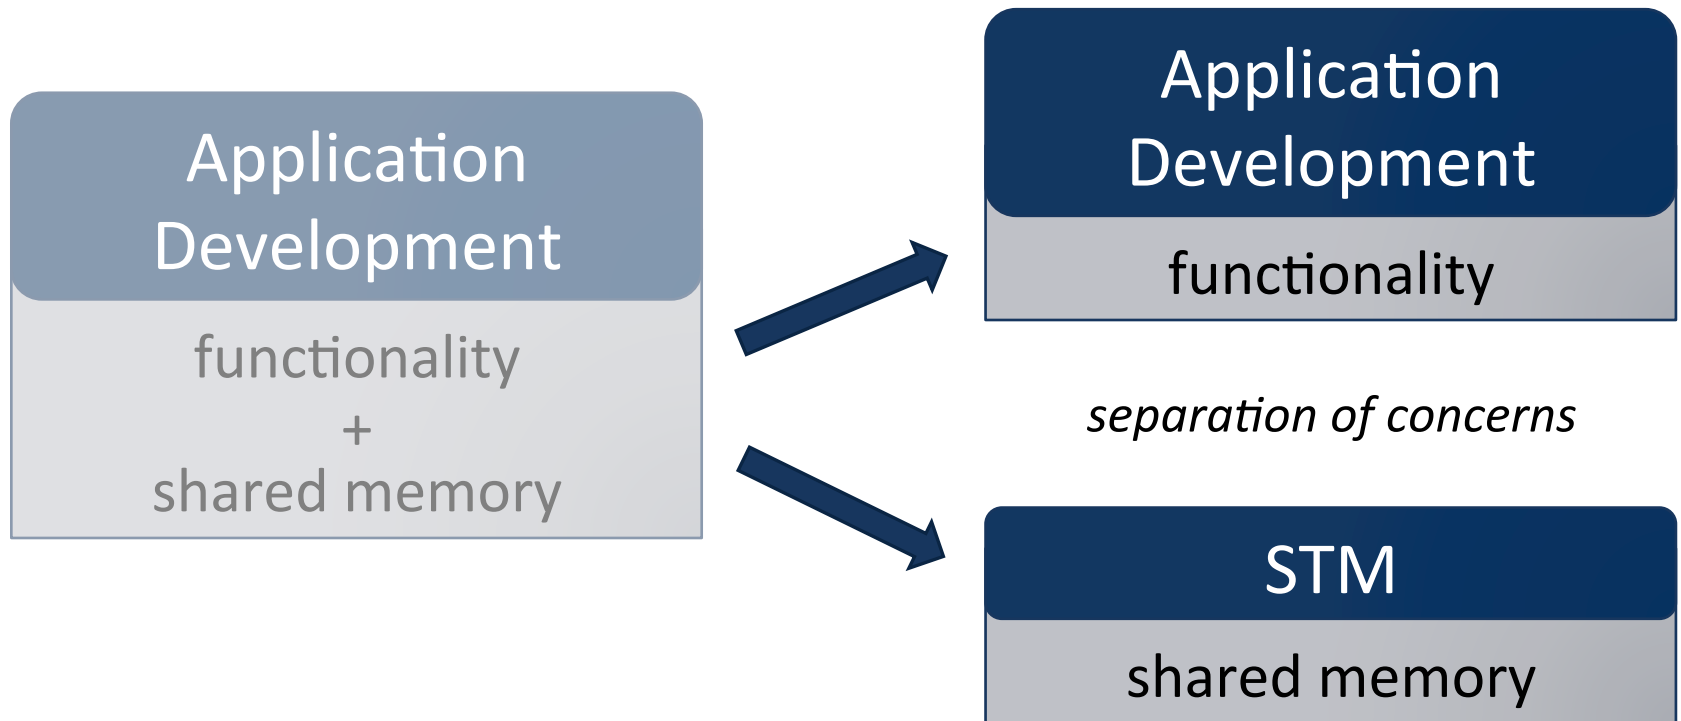 Application
Development
functionality
+
shared memory
Application
Development
functionality
separation of concerns
STM
shared memory